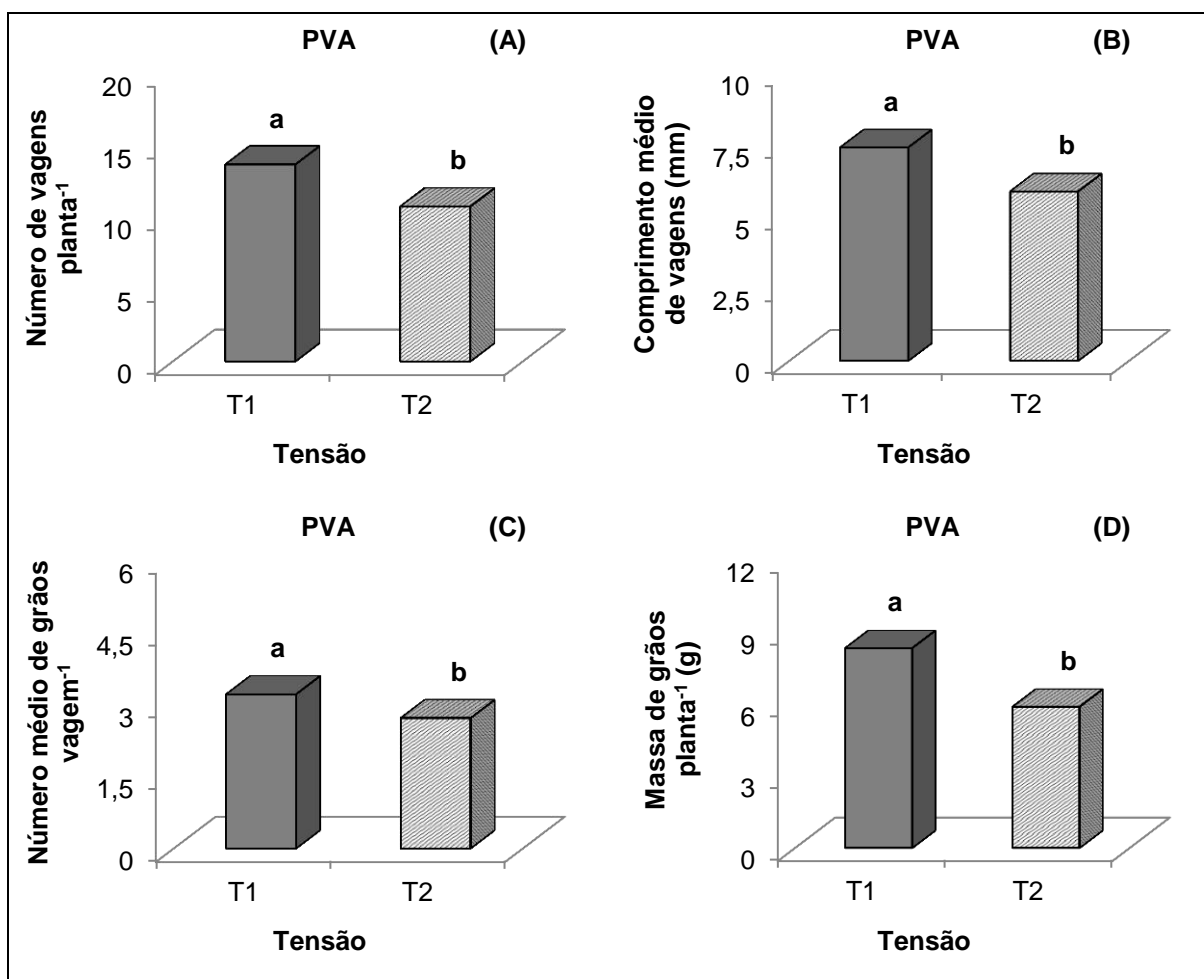 PVA (A)
Número de vagens
planta⁻¹
20
15
10
5
0
a
b
T1 T2
Tensão
PVA (B)
Comprimento médio
de vagens (mm)
10
7,5
5
2,5
0
a
b
T1 T2
Tensão
PVA (C)
Número médio de grãos
vagem⁻¹
6
4,5
3
1,5
0
a
b
T1 T2
Tensão
PVA (D)
Massa de grãos
planta⁻¹ (g)
12
9
6
3
0
a
b
T1 T2
Tensão